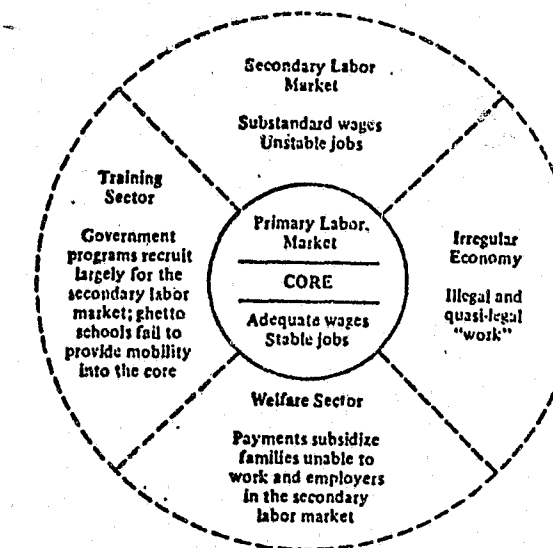 Secondary Labor
Market
Substandard wages
Unstable jobs
Training
Sector
Government
programs recruit
largely for the
secondary labor
market; ghetto
schools fail to
provide mobility
into the core
Primary Labor,
Market
CORE
Adequate wages
Stable jobs
Irregular
Economy
Illegal and
quasi-legal
"work"
Welfare Sector
Payments subsidize
families unable to
work and employers
in the secondary
labor market